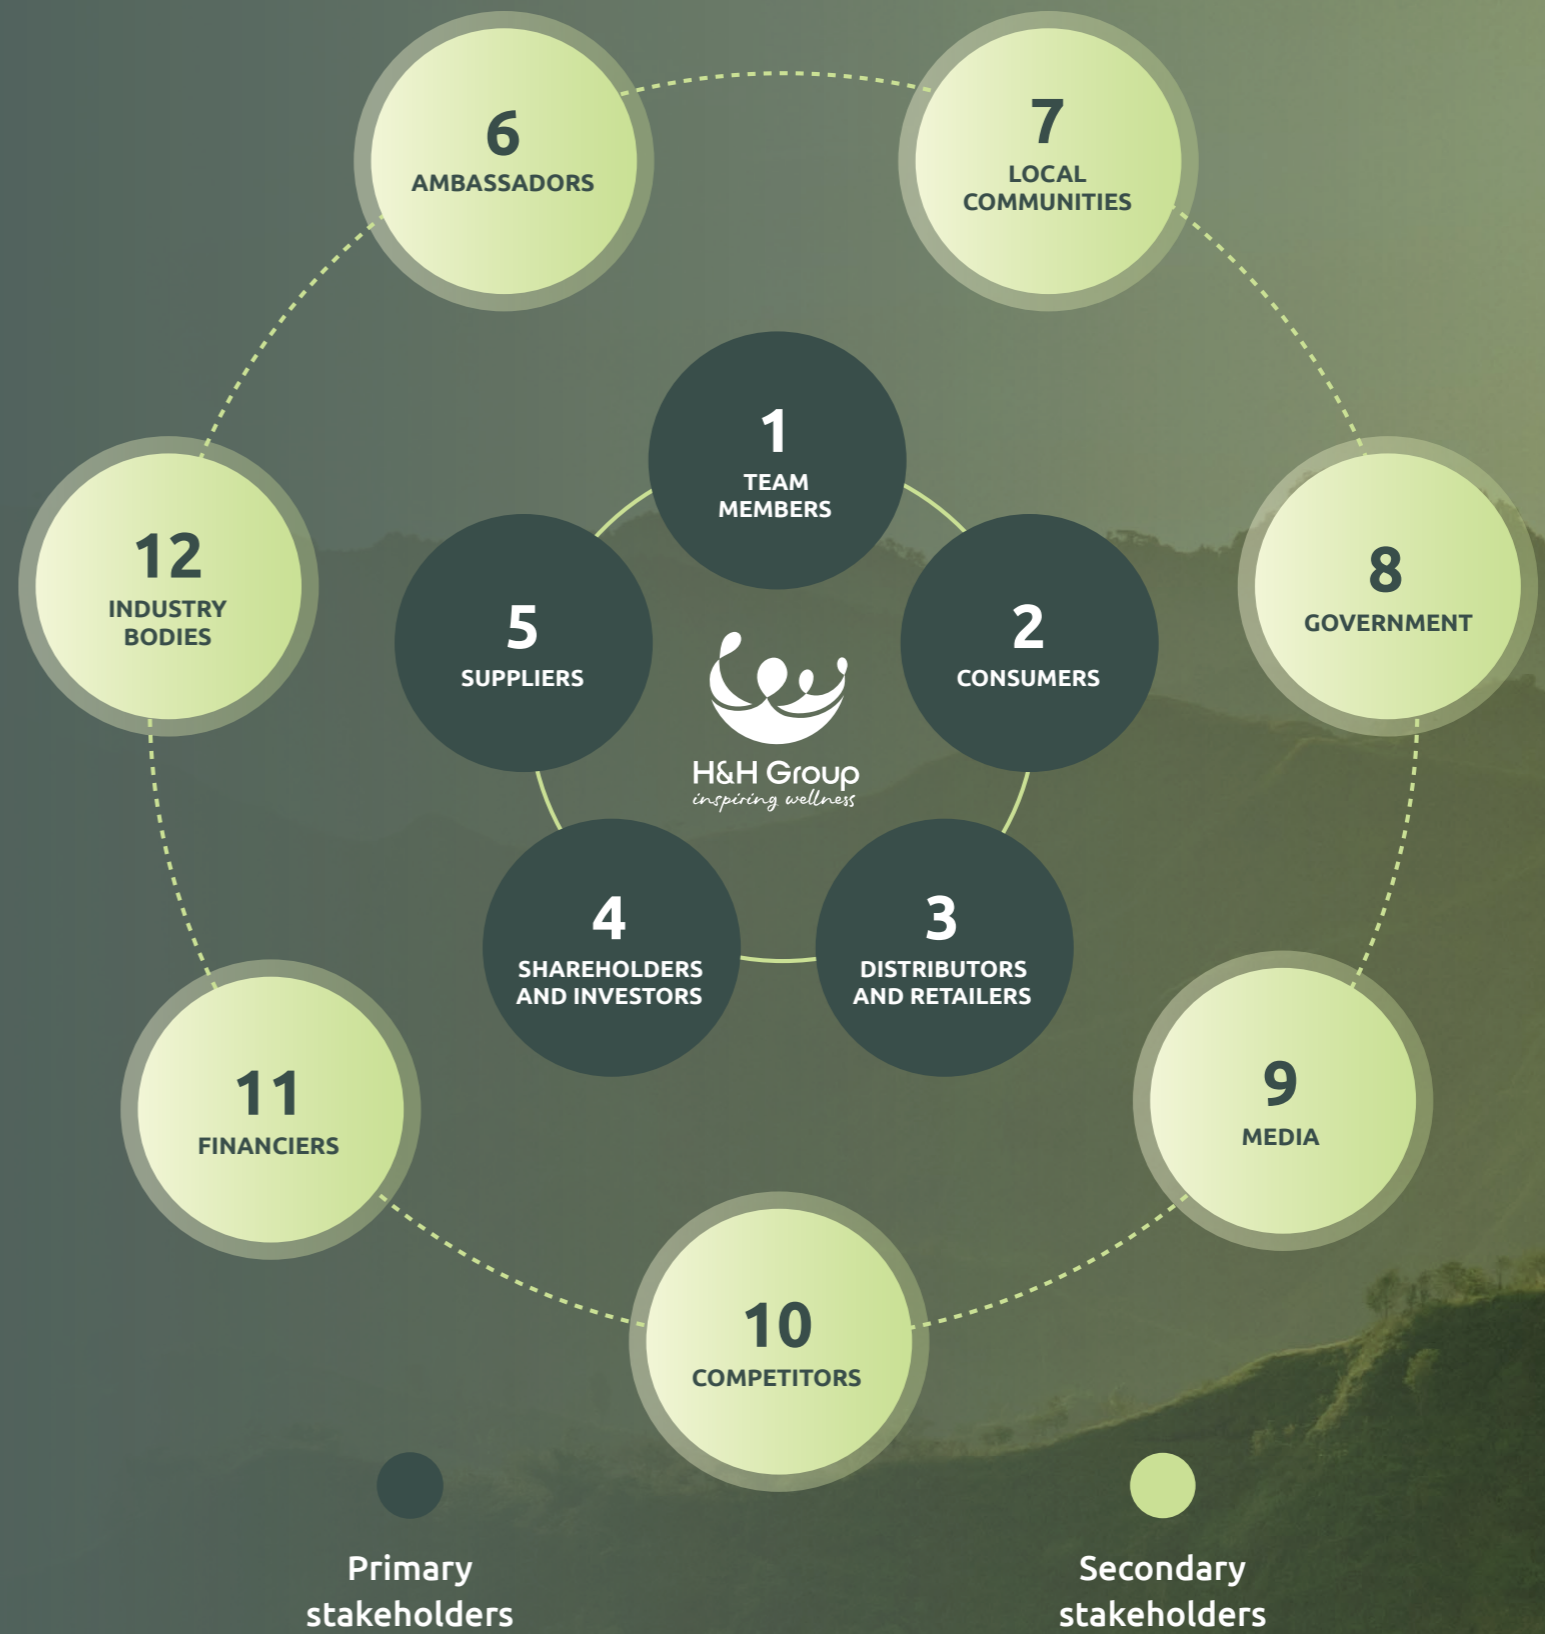 6
AMBASSADORS
7
LOCAL
COMMUNITIES
1
TEAM
MEMBERS
12
INDUSTRY
BODIES
5
SUPPLIERS
2
CONSUMERS
8
GOVERNMENT
H&H Group
inspiring wellness
4
SHAREHOLDERS
AND INVESTORS
3
DISTRIBUTORS
AND RETAILERS
11
FINANCIERS
9
MEDIA
10
COMPETITORS
Primary
stakeholders
Secondary
stakeholders